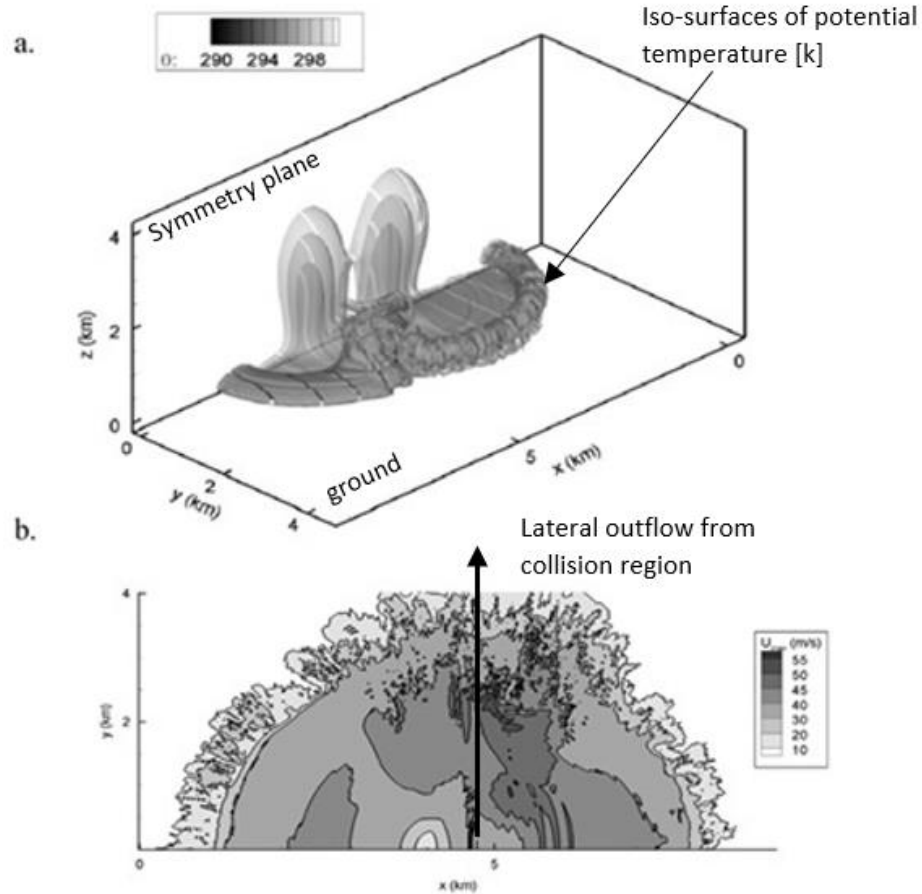 a.
θ: 290 294 298
Iso-surfaces of potential
temperature [k]
Symmetry plane
4
2
0
z (km)
0
2
4
y (km)
ground
0
5
x (km)
b.
Lateral outflow from
collision region
4
2
y (km)
0
5
x (km)
(m/s)
55
50
45
40
30
20
10